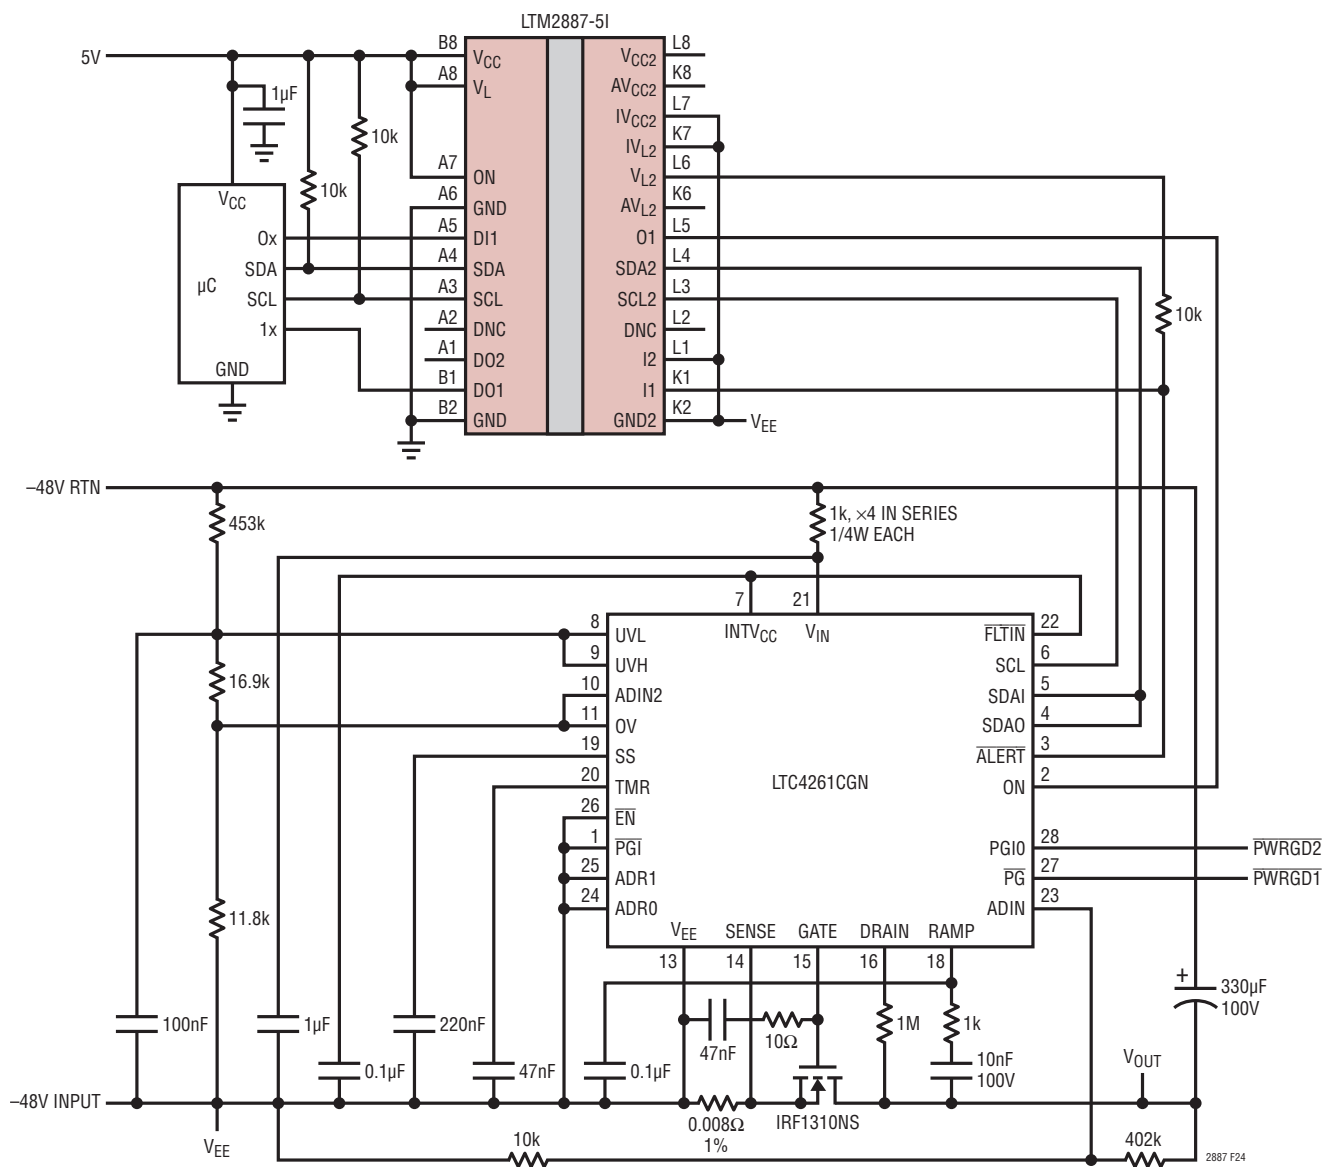 LTM2887-5I
5V
B8
A8
A7
A6
A5
A4
A3
A2
A1
B1
B2
VCC
VL
ON
GND
DI1
SDA
SCL
DNC
DO2
DO1
GND
VCC2
AVCC2
IVCC2
IVL2
VL2
AVL2
O1
SDA2
SCL2
DNC
I2
I1
GND2
L8
K8
L7
K7
L6
K6
L5
L4
L3
L2
L1
K1
K2
VEE
1µF
10k
10k
VCC
0x
SDA
µC
SCL
1x
GND
10k
–48V RTN
453k
1k, ×4 IN SERIES
1/4W EACH
16.9k
11.8k
7
21
INTVCC
VIN
8
9
10
11
19
20
26
1
25
24
UVL
UVH
ADIN2
OV
SS
TMR
EN
PGI
ADR1
ADR0
LTC4261CGN
FLTIN
SCL
SDAI
SDAO
ALERT
ON
PGI0
PG
ADIN
22
6
5
4
3
2
28
27
23
PWRGD2
PWRGD1
VEE
SENSE
GATE
DRAIN
RAMP
13
14
15
16
18
100nF
1µF
0.1µF
220nF
47nF
0.1µF
47nF
10Ω
1M
1k
10nF
100V
+
330µF
100V
VOUT
–48V INPUT
VEE
0.008Ω
1%
IRF1310NS
10k
402k
2887 F24